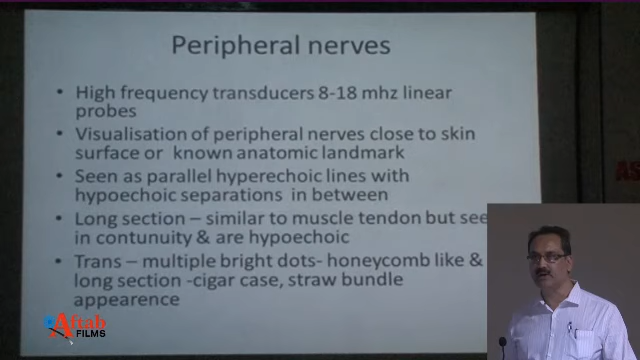 Peripheral nerves
• High frequency transducers 8-18 mhz linear
probes
• Visualisation of peripheral nerves close to skin
surface or known anatomic landmark
• Seen as parallel hyperechoic lines with
hypoechoic separations in between
• Long section – similar to muscle tendon but see
in contunuity & are hypoechoic
• Trans – multiple bright dots- honeycomb like &
long section -cigar case, straw bundle
appearence
AS
Aftab
FILMS